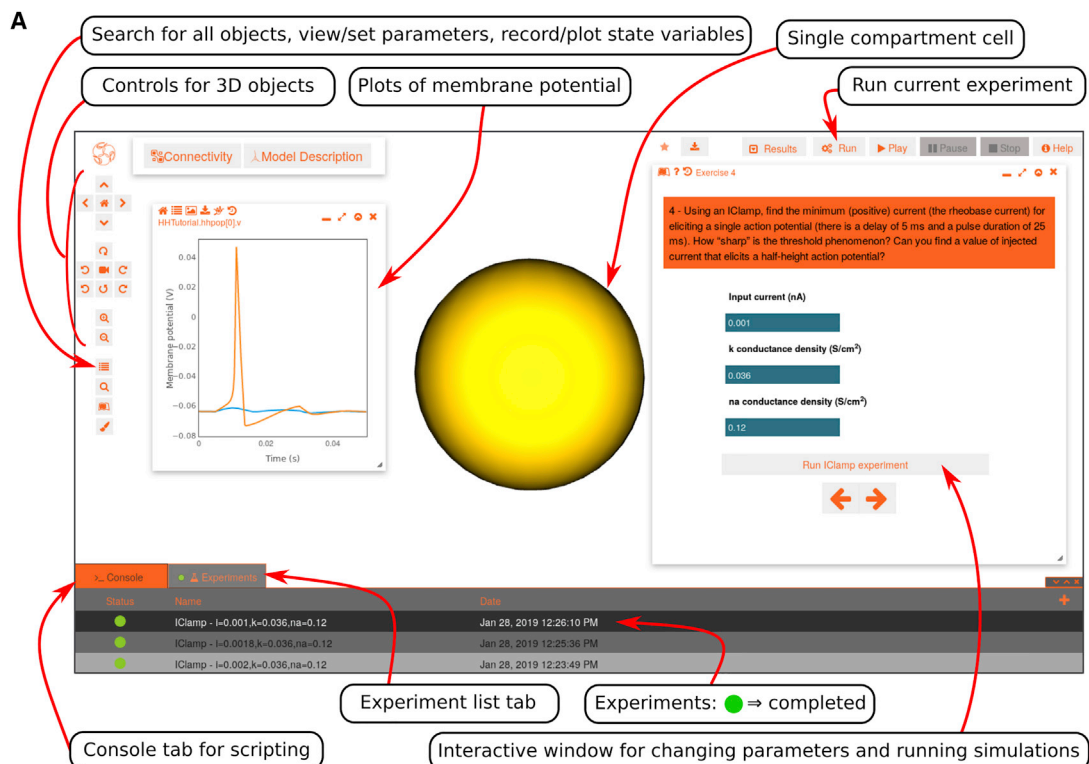 A
Search for all objects, view/set parameters, record/plot state variables
Single compartment cell
Controls for 3D objects
Plots of membrane potential
Run current experiment
Connectivity
Model Description
Results
Run
Play
Pause
Stop
Help
? Exercise 4
HHTutorial.hhpop[0].v
4 - Using an IClamp, find the minimum (positive) current (the rheobase current) for
eliciting a single action potential (there is a delay of 5 ms and a pulse duration of 25
ms). How "sharp" is the threshold phenomenon? Can you find a value of injected
current that elicits a half-height action potential?
0.04
0.02
0
−0.02
−0.04
−0.06
−0.08
Membrane potential (V)
0
0.02
0.04
Time (s)
Input current (nA)
0.001
k conductance density (S/cm²)
0.036
na conductance density (S/cm²)
0.12
Run IClamp experiment
>_ Console
Experiments
Status
Name
Date
IClamp - I=0.001,k=0.036,na=0.12
Jan 28, 2019 12:26:10 PM
IClamp - I=0.0018,k=0.036,na=0.12
Jan 28, 2019 12:25:36 PM
IClamp - I=0.002,k=0.036,na=0.12
Jan 28, 2019 12:23:49 PM
Experiment list tab
Experiments: ⇒ completed
Console tab for scripting
Interactive window for changing parameters and running simulations